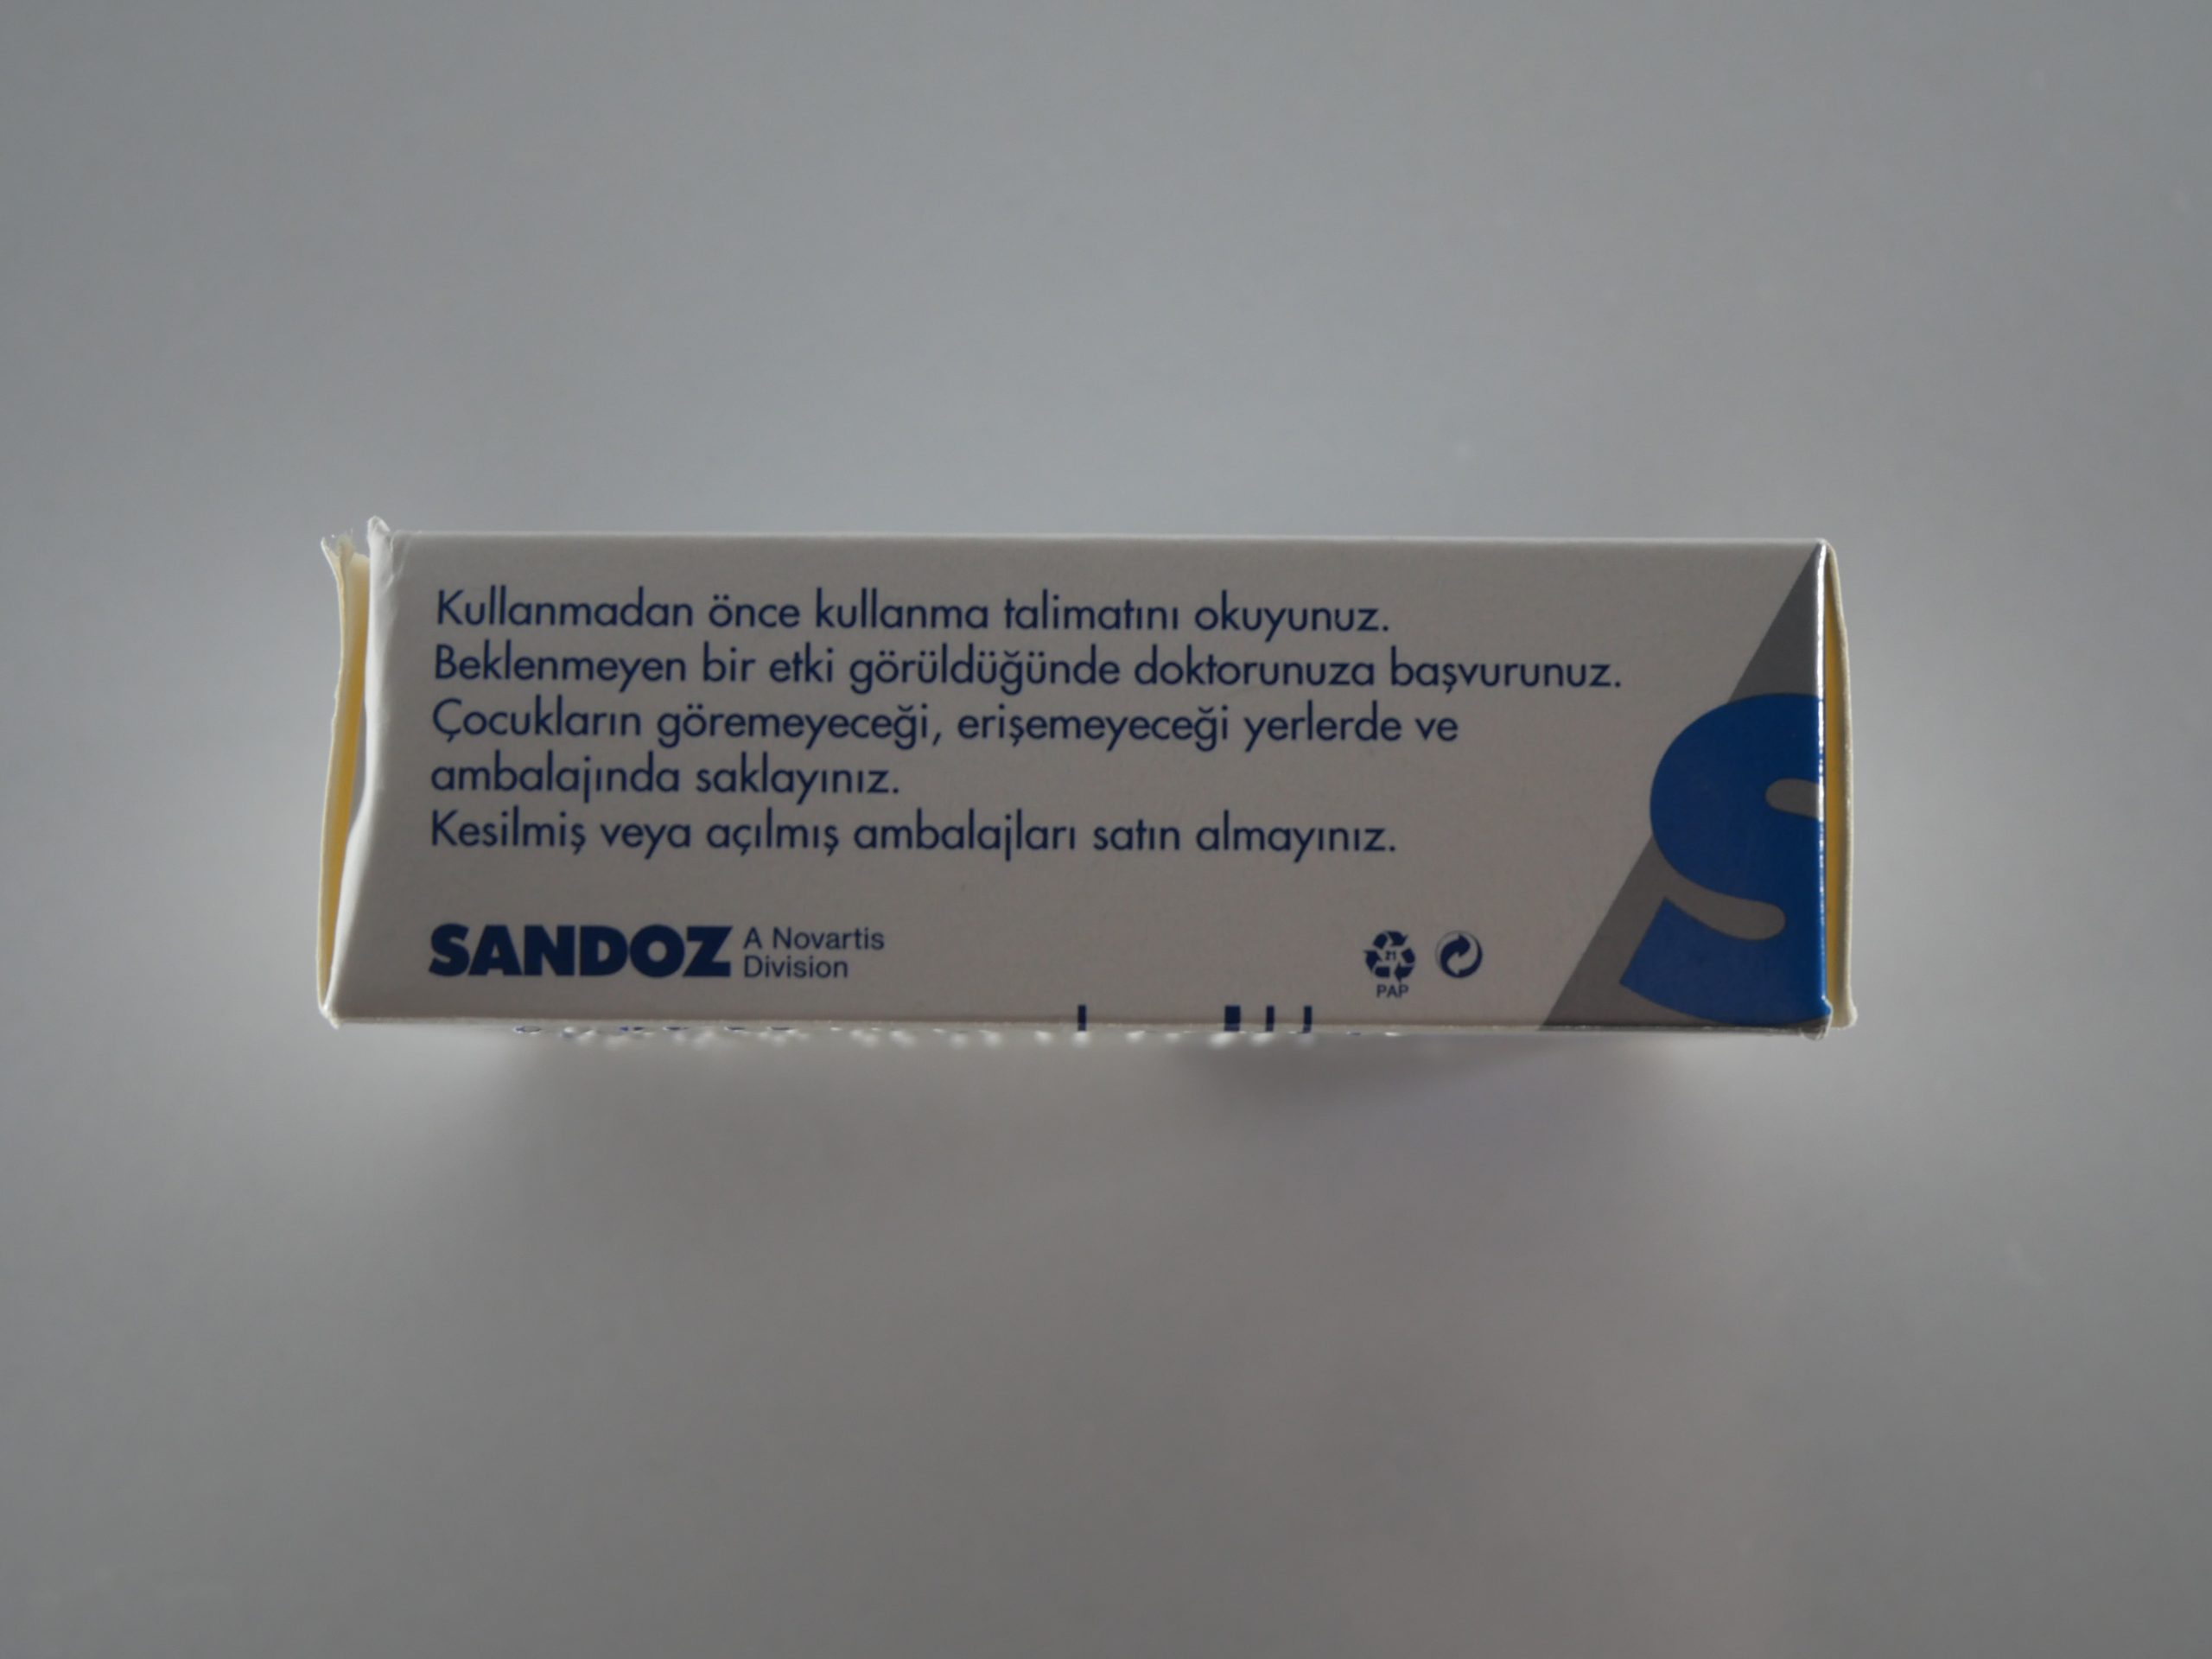 Kullanmadan önce kullanma talimatını okuyunuz.
Beklenmeyen bir etki görüldüğünde doktorunuza başvurunuz.
Çocukların göremeyeceği, erişemeyeceği yerlerde ve
ambalajında saklayınız.
Kesilmiş veya açılmış ambalajları satın almayınız.
SANDOZ A Novartis
Division
21
PAP
S